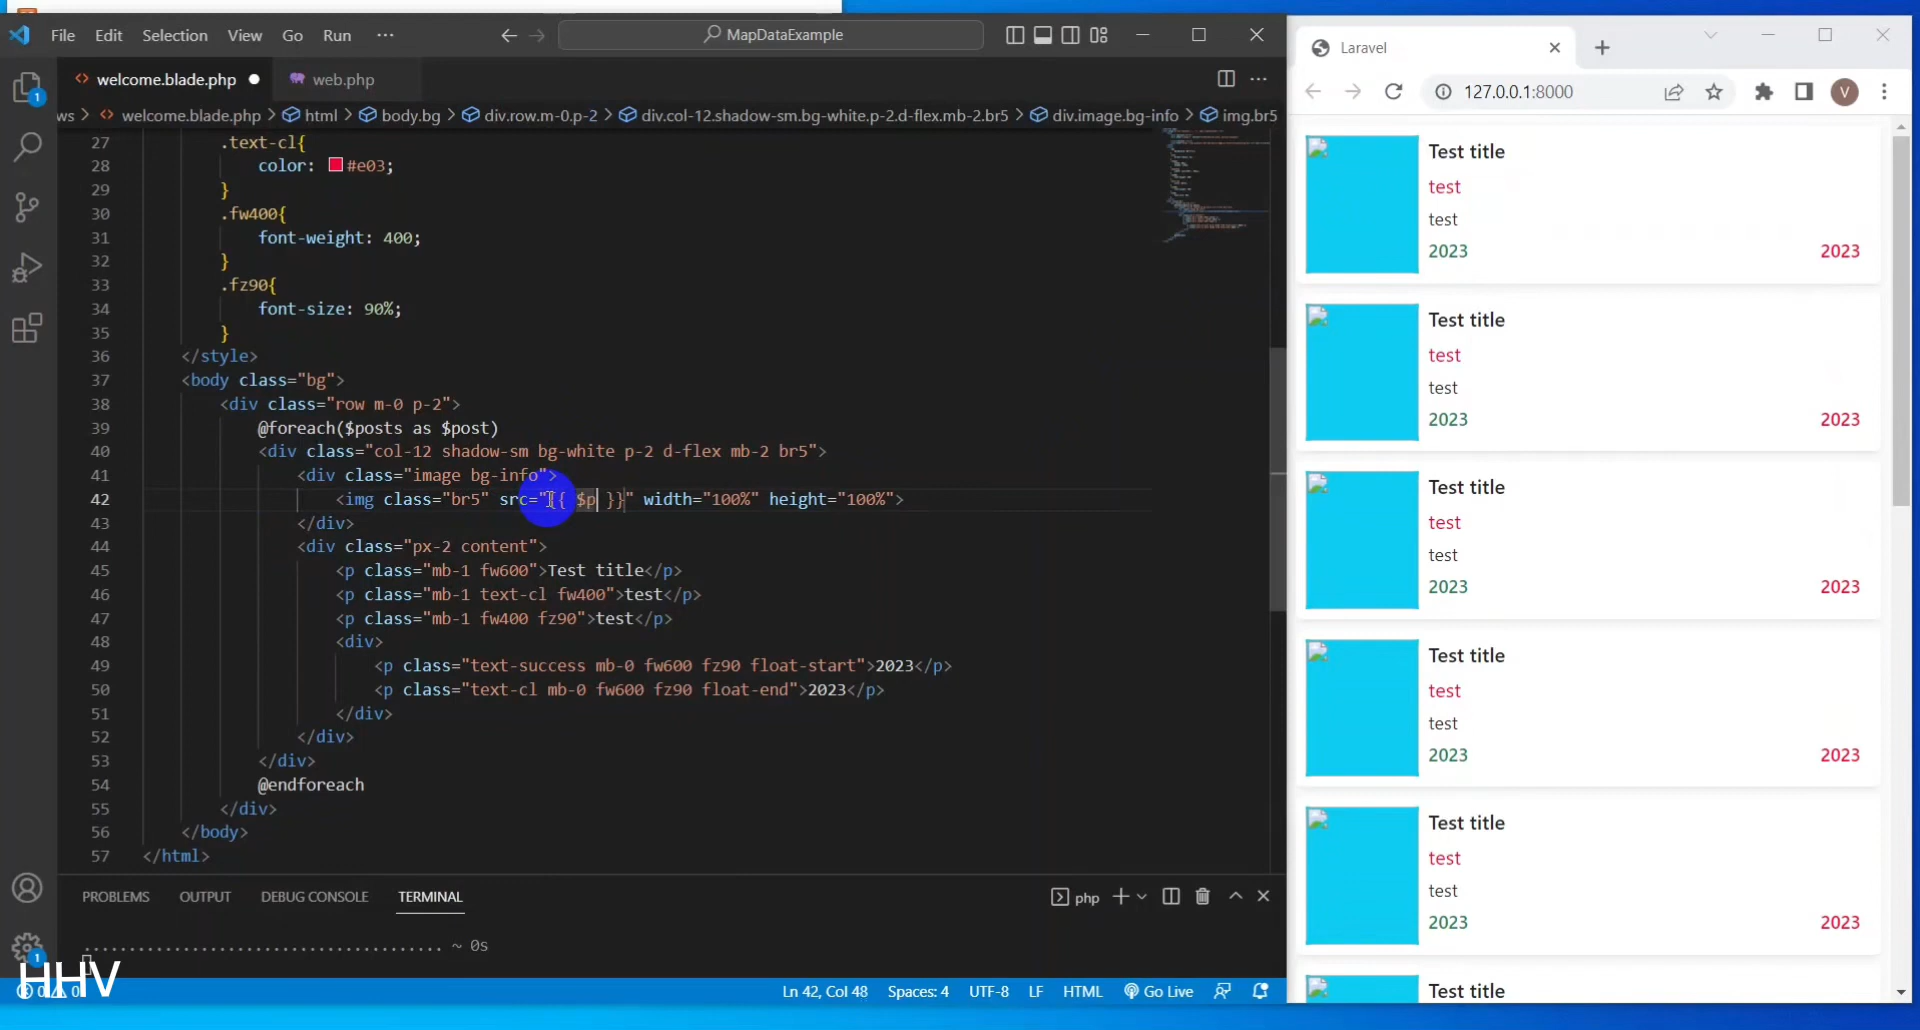 File Edit Selection View Go Run ··· MapDataExample
welcome.blade.php web.php
ws > welcome.blade.php > html > body.bg > div.row.m-0.p-2 > div.col-12.shadow-sm.bg-white.p-2.d-flex.mb-2.br5 > div.image.bg-info > img.br5
27 .text-cl{
28 color: #e03;
29 }
30 .fw400{
31 font-weight: 400;
32 }
33 .fz90{
34 font-size: 90%;
35 }
36 </style>
37 <body class="bg">
38 <div class="row m-0 p-2">
39 @foreach($posts as $post)
40 <div class="col-12 shadow-sm bg-white p-2 d-flex mb-2 br5">
41 <div class="image bg-info">
42 <img class="br5" src="{{ $p }}" width="100%" height="100%">
43 </div>
44 <div class="px-2 content">
45 <p class="mb-1 fw600">Test title</p>
46 <p class="mb-1 text-cl fw400">test</p>
47 <p class="mb-1 fw400 fz90">test</p>
48 <div>
49 <p class="text-success mb-0 fw600 fz90 float-start">2023</p>
50 <p class="text-cl mb-0 fw600 fz90 float-end">2023</p>
51 </div>
52 </div>
53 </div>
54 @endforeach
55 </div>
56 </body>
57 </html>
PROBLEMS OUTPUT DEBUG CONSOLE TERMINAL php
........................................ ~ 0s
HHV
Ln 42, Col 48 Spaces: 4 UTF-8 LF HTML Go Live
1
1
Laravel
127.0.0.1:8000 V
Test title
test
test
2023 2023
Test title
test
test
2023 2023
Test title
test
test
2023 2023
Test title
test
test
2023 2023
Test title
test
test
2023 2023
Test title